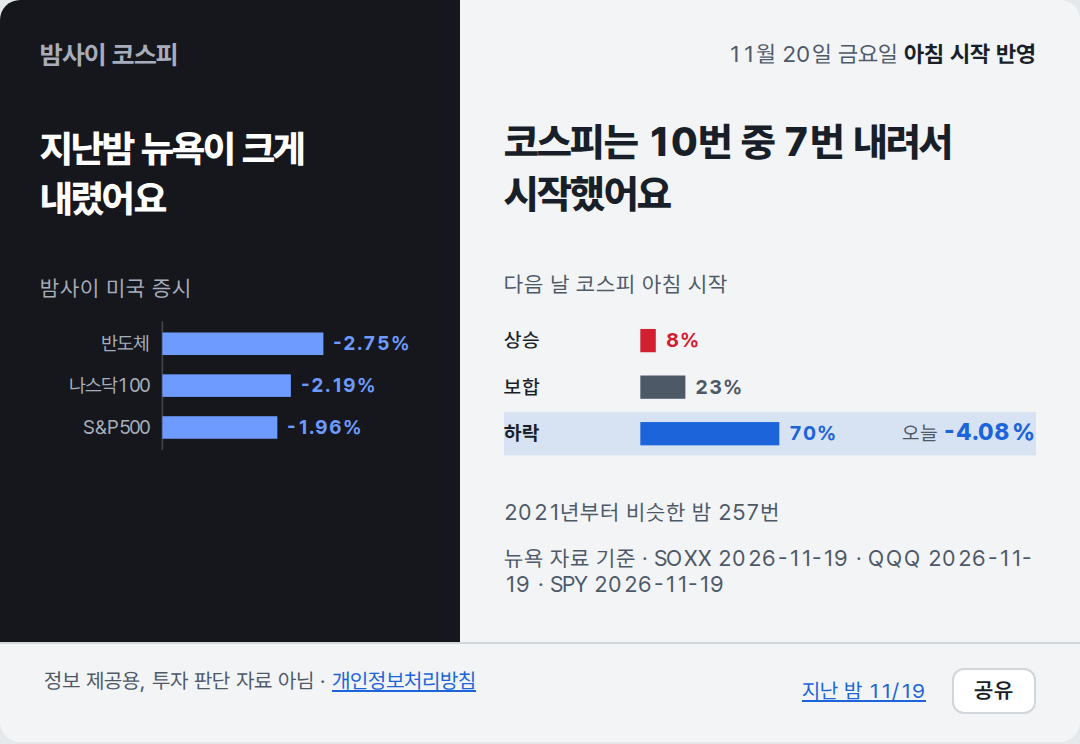 밤사이 코스피
지난밤 뉴욕이 크게
내렸어요
밤사이 미국 증시
반도체 -2.75%
나스닥100 -2.19%
S&P500 -1.96%
11월 20일 금요일 아침 시작 반영
코스피는 10번 중 7번 내려서
시작했어요
다음 날 코스피 아침 시작
상승 8%
보합 23%
하락 70% 오늘 -4.08%
2021년부터 비슷한 밤 257번
뉴욕 자료 기준 · SOXX 2026-11-19 · QQQ 2026-11-
19 · SPY 2026-11-19
정보 제공용, 투자 판단 자료 아님 · 개인정보처리방침
지난 밤 11/19 공유